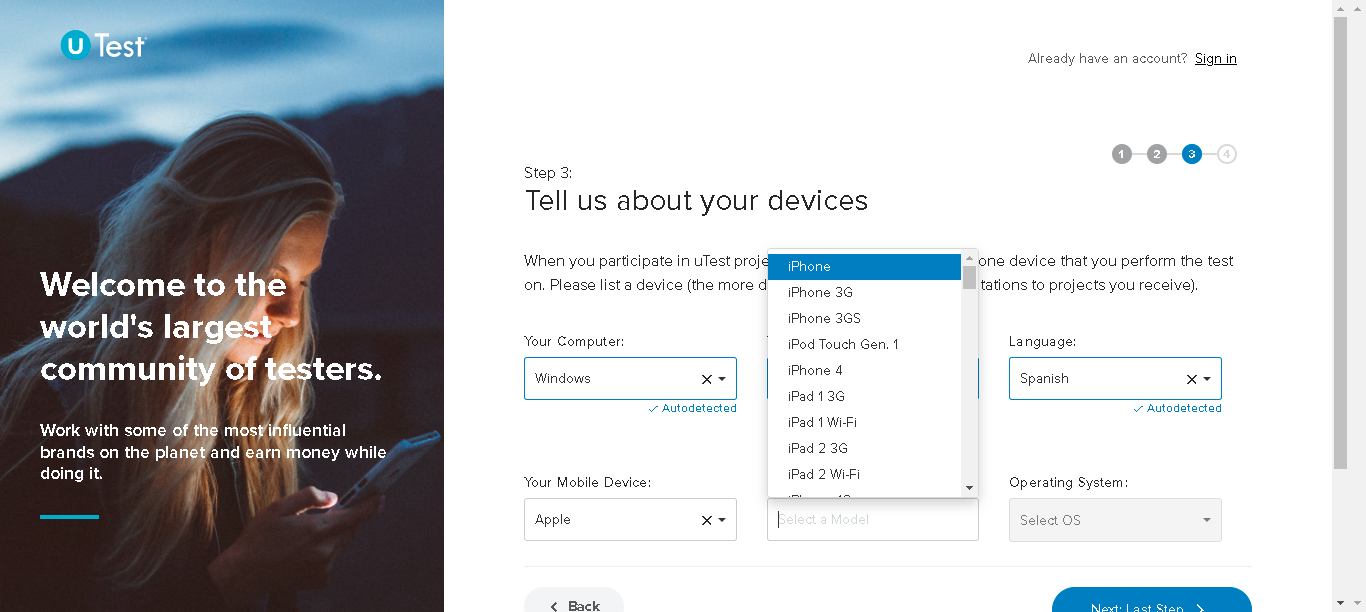 uTest
Already have an account? Sign in
1 2 3 4
Step 3:
Tell us about your devices
When you participate in uTest proje one device that you perform the test
on. Please list a device (the more d tations to projects you receive).
Welcome to the
world's largest
community of testers.
Work with some of the most influential
brands on the planet and earn money while
doing it.
iPhone
iPhone 3G
iPhone 3GS
iPod Touch Gen. 1
iPhone 4
iPad 1 3G
iPad 1 Wi-Fi
iPad 2 3G
iPad 2 Wi-Fi
Your Computer:
Windows
Autodetected
Language:
Spanish
Autodetected
Your Mobile Device:
Apple
Select a Model
Operating System:
Select OS
Back
Next: Last Step